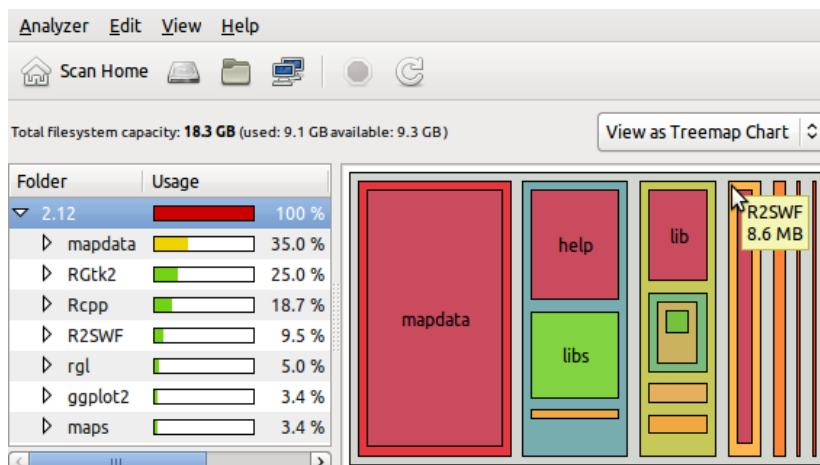 Analyzer Edit View Help
Scan Home
Total filesystem capacity: 18.3 GB (used: 9.1 GB available: 9.3 GB)
View as Treemap Chart
Folder Usage
2.12 100 %
mapdata 35.0 %
RGtk2 25.0 %
Rcpp 18.7 %
R2SWF 9.5 %
rgl 5.0 %
ggplot2 3.4 %
maps 3.4 %
mapdata
help
libs
lib
R2SWF
8.6 MB